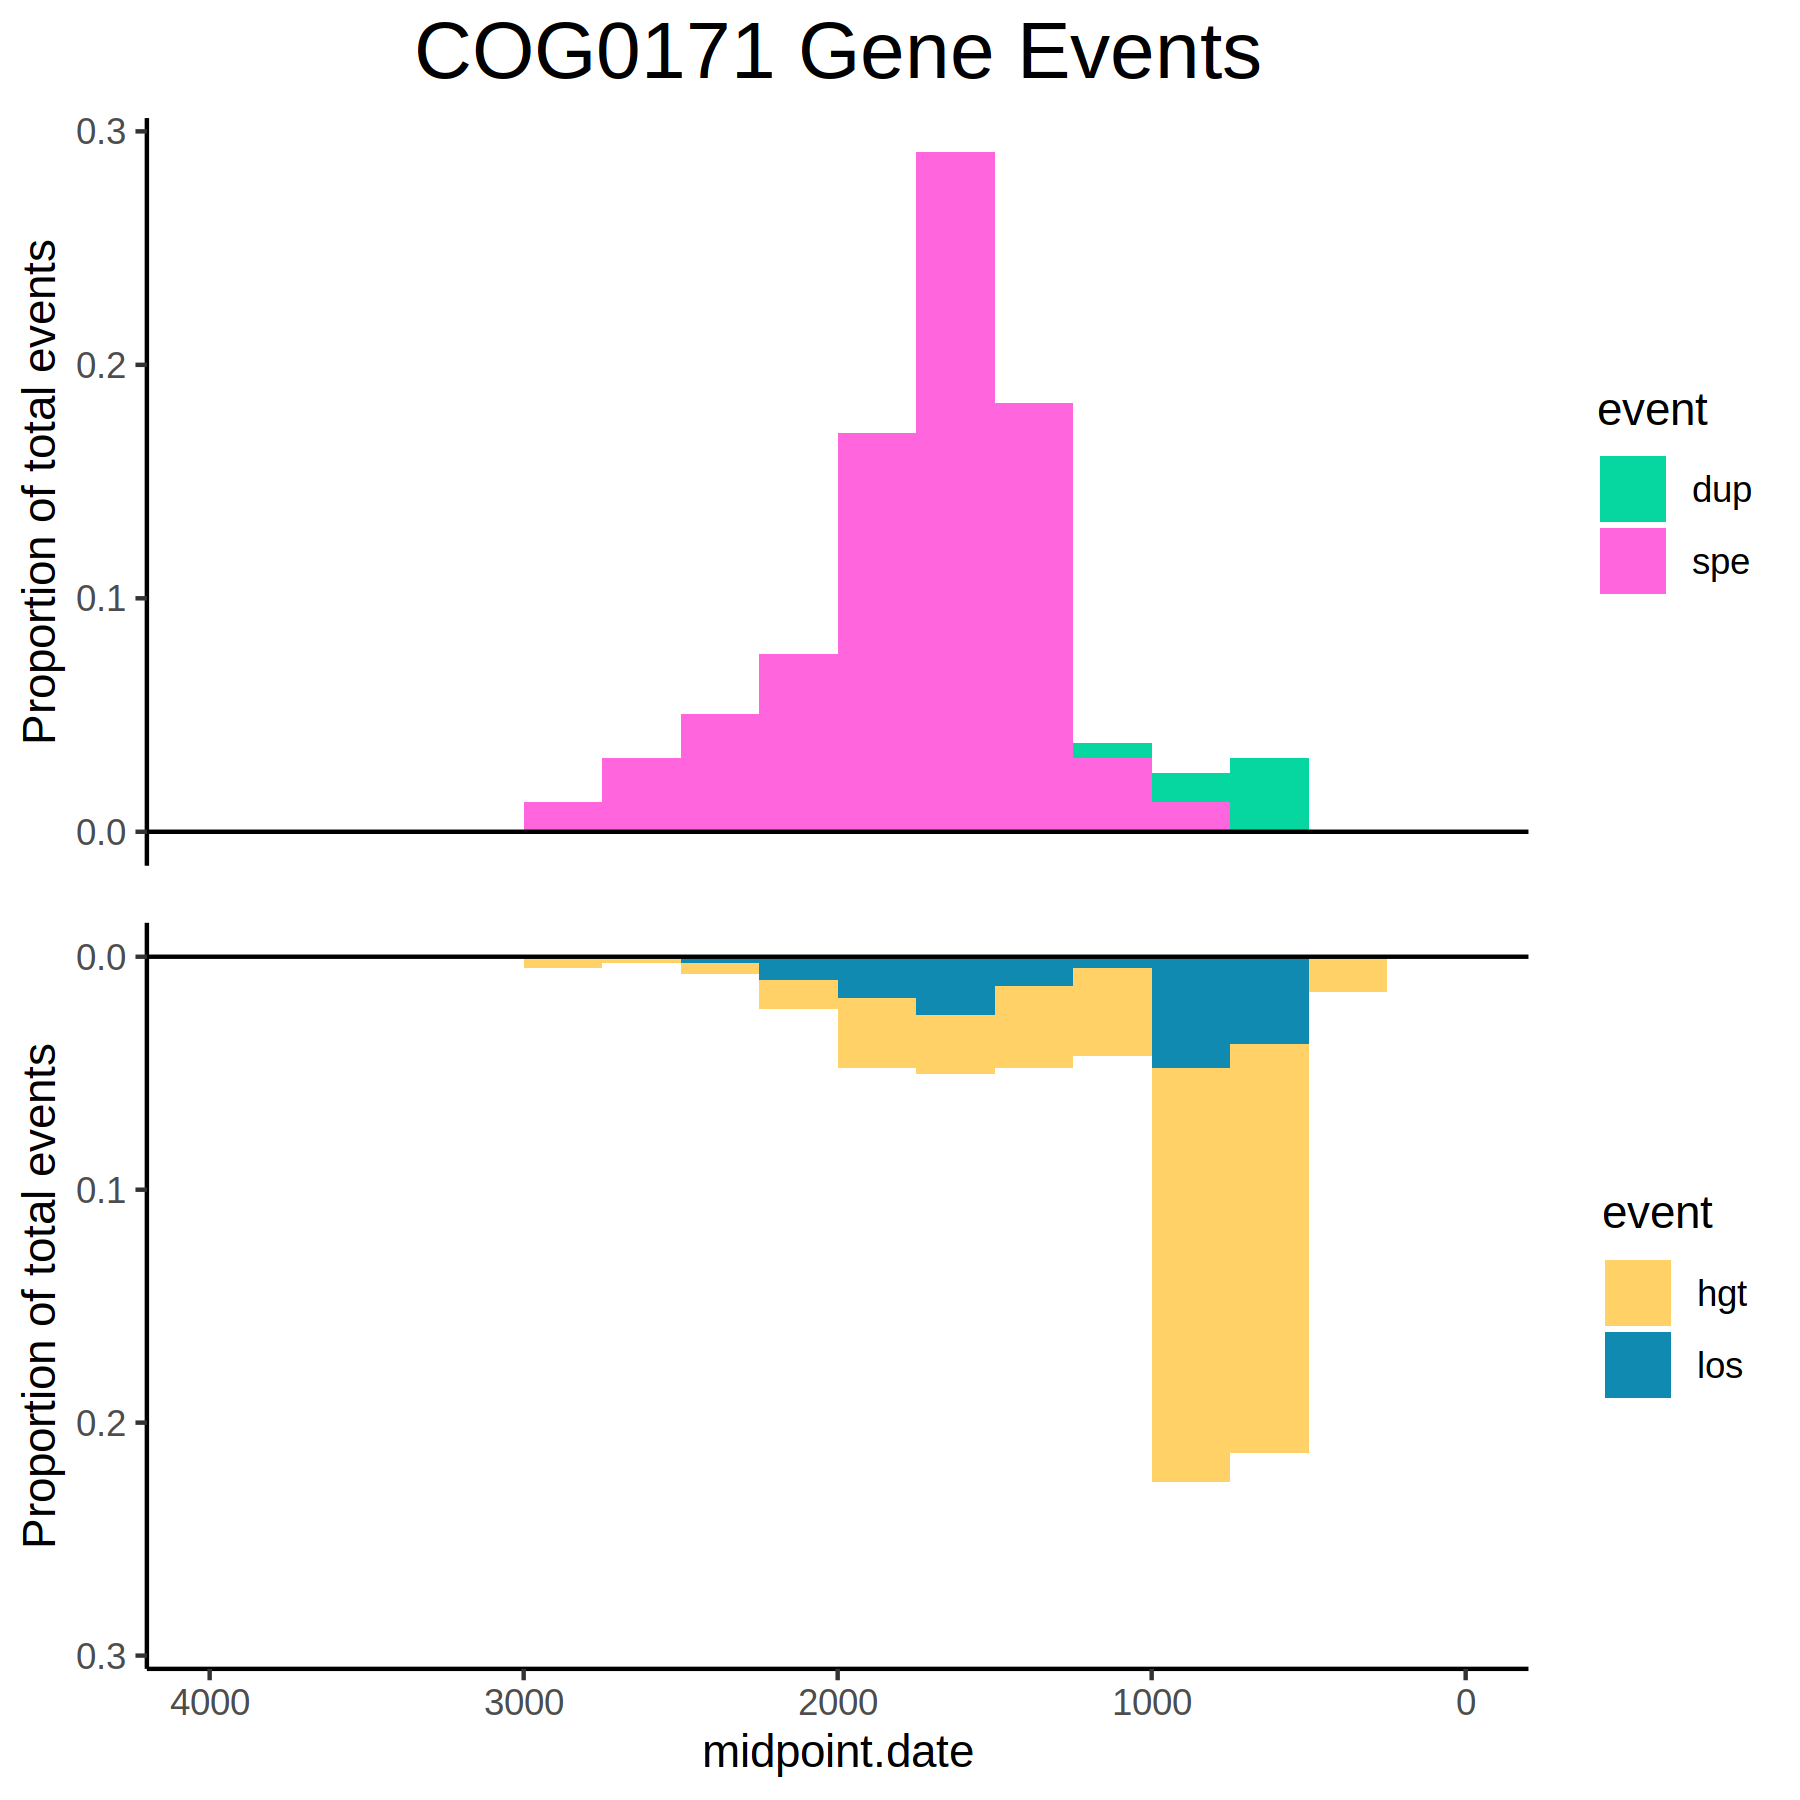 COG0171 Gene Events
Proportion of total events
0.3
0.2
0.1
0.0
event
dup
spe
Proportion of total events
0.0
0.1
0.2
0.3
event
hgt
los
4000 3000 2000 1000 0
midpoint.date